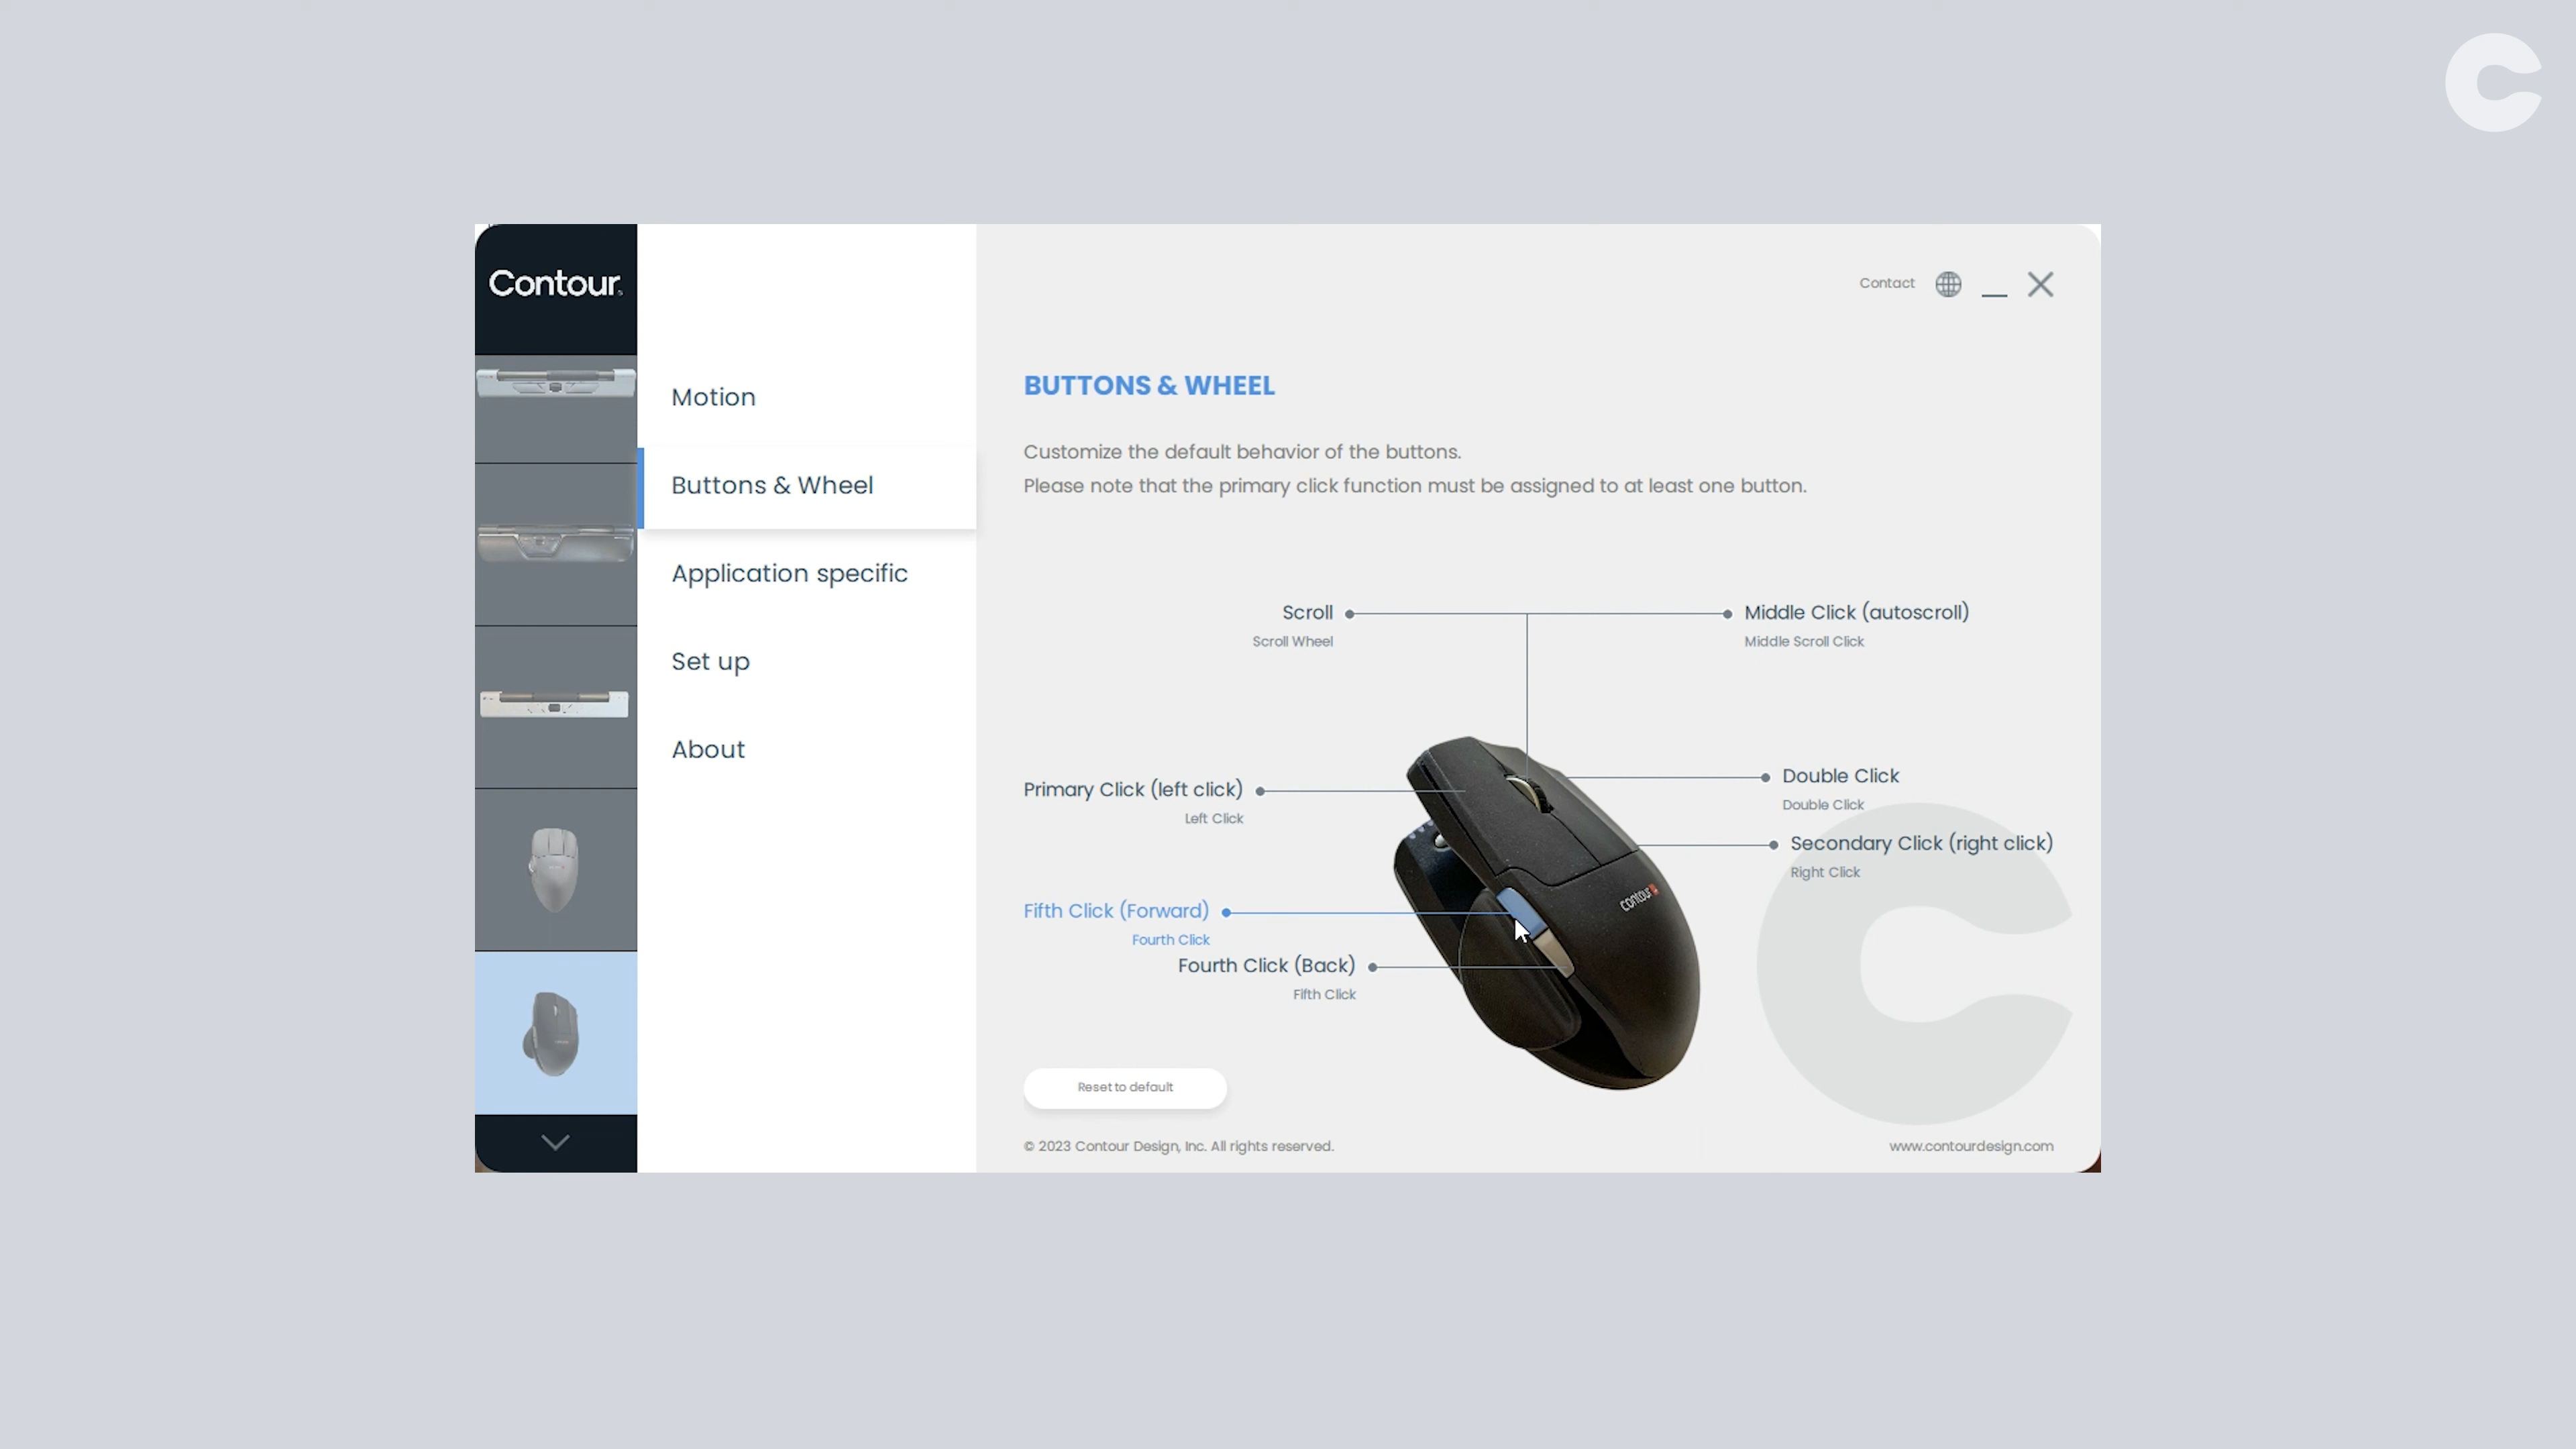 Contour
Contact
Motion
Buttons & Wheel
Application specific
Set up
About
BUTTONS & WHEEL
Customize the default behavior of the buttons.
Please note that the primary click function must be assigned to at least one button.
Scroll
Scroll Wheel
Middle Click (autoscroll)
Middle Scroll Click
Primary Click (left click)
Left Click
Double Click
Double Click
Secondary Click (right click)
Right Click
Fifth Click (Forward)
Fourth Click
Fourth Click (Back)
Fifth Click
contour
Reset to default
© 2023 Contour Design, Inc. All rights reserved.
www.contourdesign.com